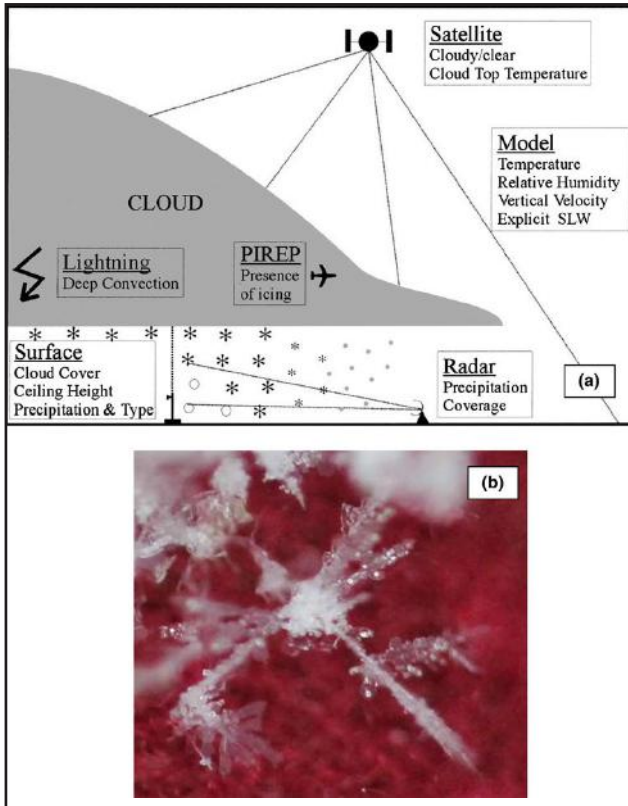 Satellite
Cloudy/clear
Cloud Top Temperature
Model
Temperature
Relative Humidity
Vertical Velocity
Explicit SLW
CLOUD
Lightning
Deep Convection
PIREP
Presence
of icing
Surface
Cloud Cover
Ceiling Height
Precipitation & Type
Radar
Precipitation
Coverage
(a)
(b)